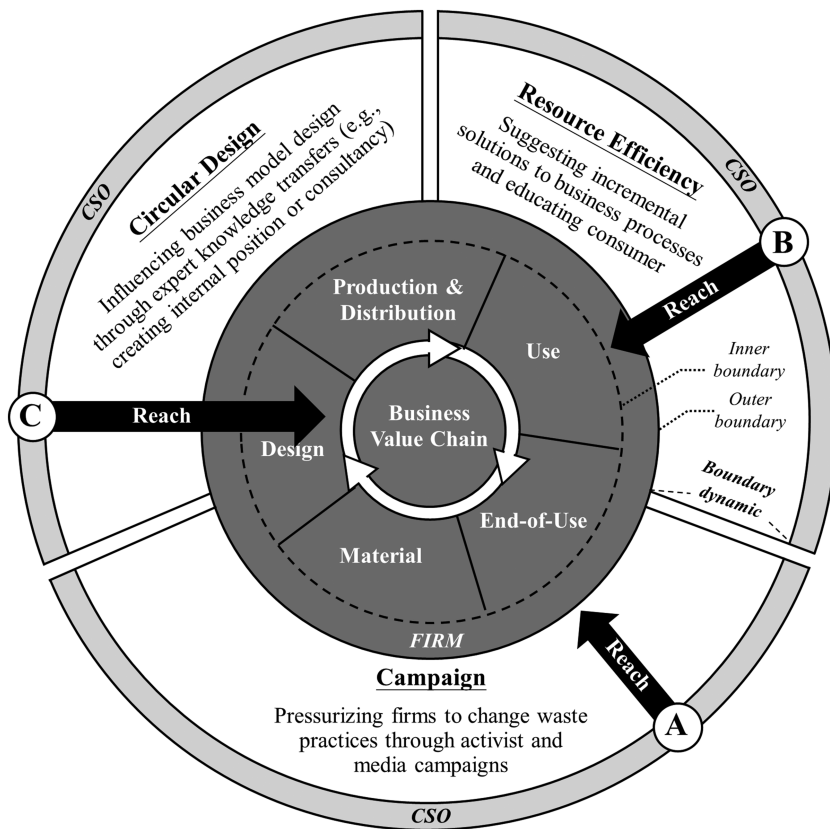 Circular Design
Influencing business model design
through expert knowledge transfers (e.g.,
creating internal position or consultancy)
CSO
Resource Efficiency
Suggesting incremental
solutions to business processes
and educating consumer
CSO
B
Reach
Production &
Distribution
Use
Inner
boundary
Outer
boundary
C
Reach
Business
Value Chain
Design
Boundary
dynamic
End-of-Use
Material
FIRM
Reach
A
Campaign
Pressurizing firms to change waste
practices through activist and
media campaigns
CSO